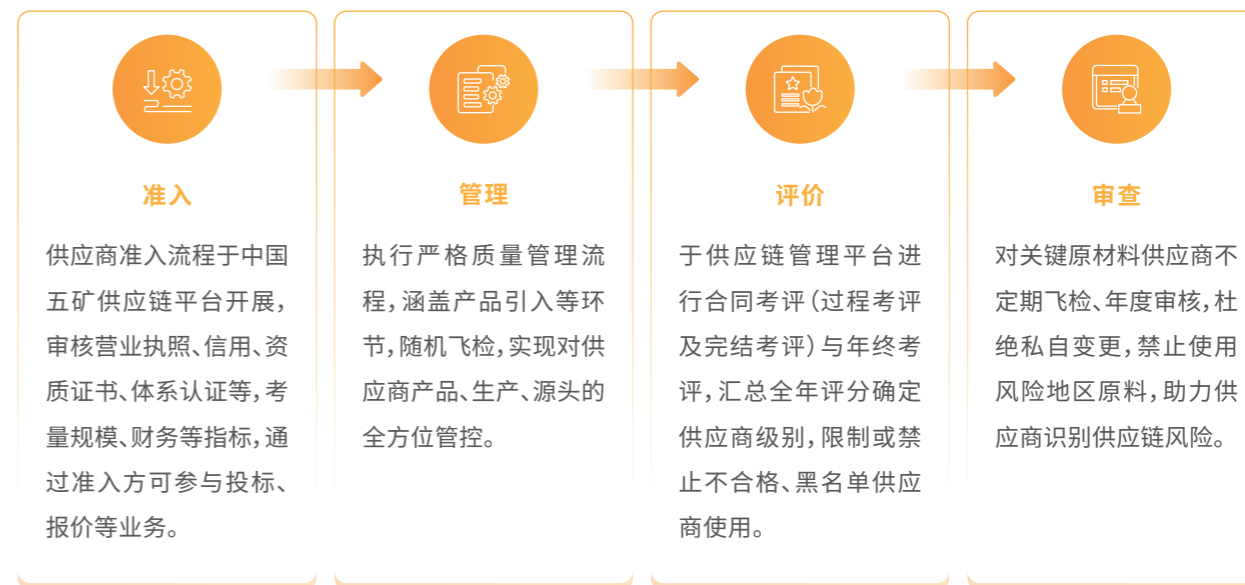 准入
供应商准入流程于中国
五矿供应链平台开展，
审核营业执照、信用、资
质证书、体系认证等，考
量规模、财务等指标，通
过准入方可参与投标、
报价等业务。
管理
执行严格质量管理流
程，涵盖产品引入等环
节，随机飞检，实现对供
应商产品、生产、源头的
全方位管控。
评价
于供应链管理平台进
行合同考评（过程考评
及完结考评）与年终考
评，汇总全年评分确定
供应商级别，限制或禁
止不合格、黑名单供应
商使用。
审查
对关键原材料供应商不
定期飞检、年度审核，杜
绝私自变更，禁止使用
风险地区原料，助力供
应商识别供应链风险。